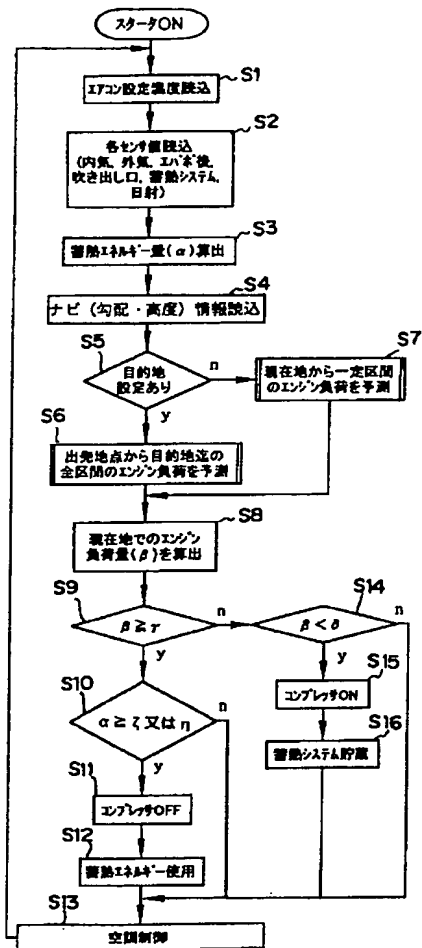 スタータON
S1
エアコン設定温度読込
S2
各センサ値読込
(内気, 外気, エバポ後,
吹き出し口, 蓄熱システム,
日射)
S3
蓄熱エネルギー量(α)算出
S4
ナビ (勾配・高度) 情報読込
S5
目的地
設定あり
n
y
S7
現在地から一定区間
のエンジン負荷を予測
S6
出発地点から目的地迄の
全区間のエンジン負荷を予測
S8
現在地でのエンジン
負荷量(β)を算出
S9
β≧γ
n
y
S14
β<δ
n
y
S15
コンプレッサON
S16
蓄熱システム貯蔵
S10
α≧ζ又はη
n
y
S11
コンプレッサOFF
S12
蓄熱エネルギー使用
S13
空調制御